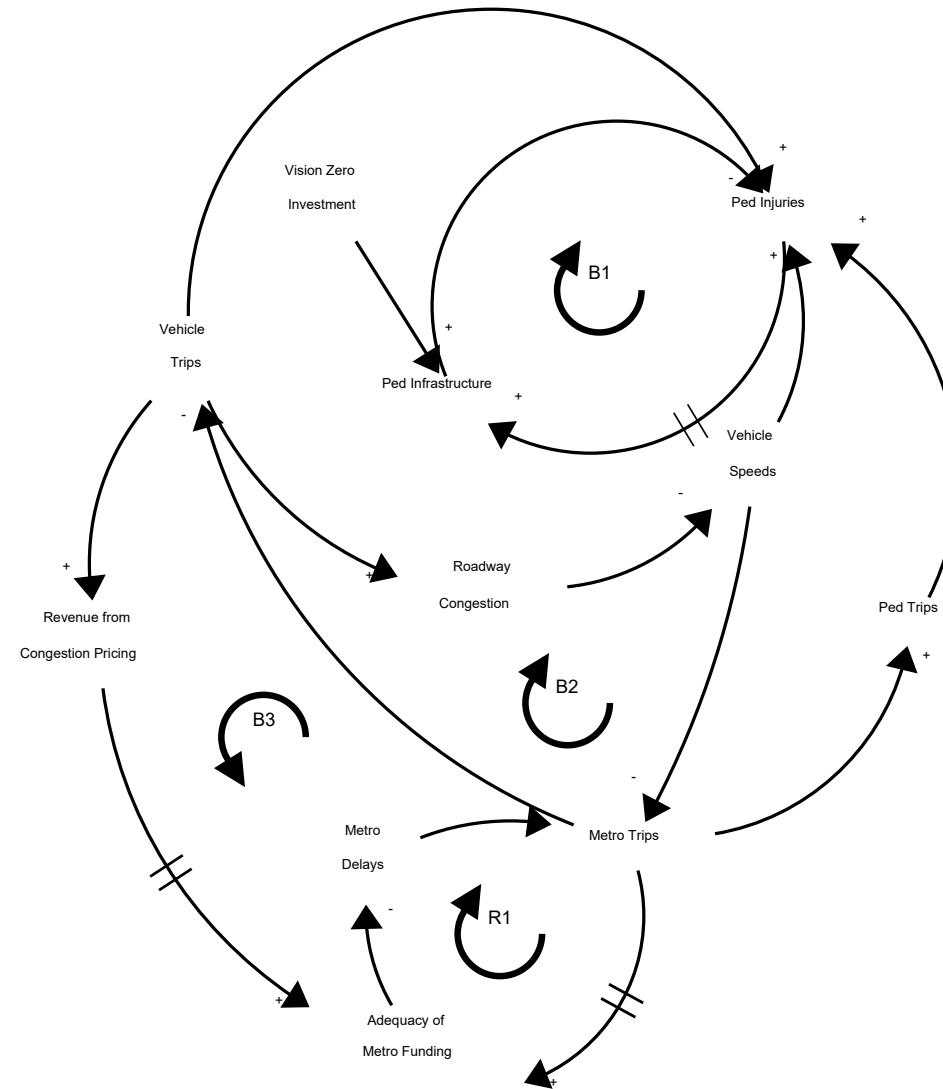 +
Vision Zero
-
Investment
Ped Injuries
+
+
B1
+
Vehicle
Trips
Ped Infrastructure
+
-
Vehicle
Speeds
-
Roadway
+
+
Congestion
Ped Trips
Revenue from
Congestion Pricing
+
B2
B3
-
Metro
Metro Trips
Delays
-
R1
+
Adequacy of
Metro Funding
+